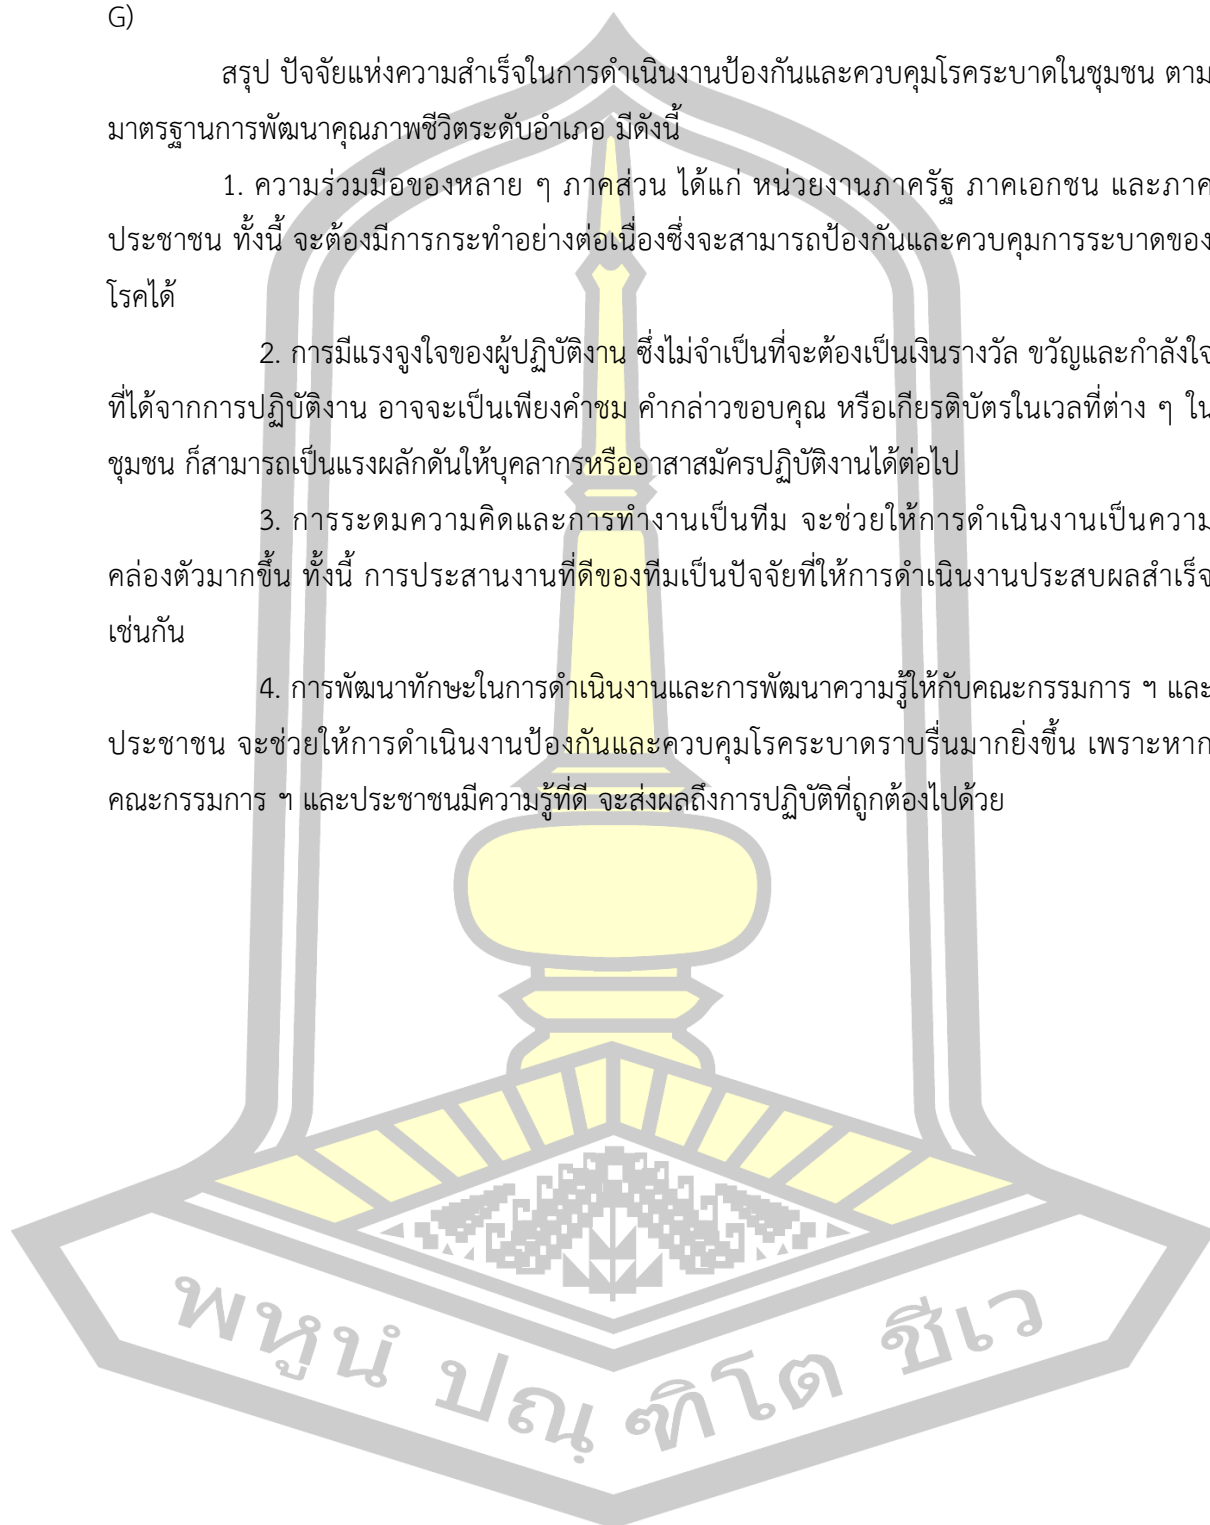 G)
สรุป ปัจจัยแห่งความสำเร็จในการดำเนินงานป้องกันและควบคุมโรคระบาดในชุมชน ตาม
มาตรฐานการพัฒนาคุณภาพชีวิตระดับอำเภอ มีดังนี้
1. ความร่วมมือของหลาย ๆ ภาคส่วน ได้แก่ หน่วยงานภาครัฐ ภาคเอกชน และภาค
ประชาชน ทั้งนี้ จะต้องมีการกระทำอย่างต่อเนื่องซึ่งจะสามารถป้องกันและควบคุมการระบาดของ
โรคได้
2. การมีแรงจูงใจของผู้ปฏิบัติงาน ซึ่งไม่จำเป็นที่จะต้องเป็นเงินรางวัล ขวัญและกำลังใจ
ที่ได้จากการปฏิบัติงาน อาจจะเป็นเพียงคำชม คำกล่าวขอบคุณ หรือเกียรติบัตรในเวลที่ต่าง ๆ ใน
ชุมชน ก็สามารถเป็นแรงผลักดันให้บุคลากรหรืออาสาสมัครปฏิบัติงานได้ต่อไป
3. การระดมความคิดและการทำงานเป็นทีม จะช่วยให้การดำเนินงานเป็นความ
คล่องตัวมากขึ้น ทั้งนี้ การประสานงานที่ดีของทีมเป็นปัจจัยที่ให้การดำเนินงานประสบผลสำเร็จ
เช่นกัน
4. การพัฒนาทักษะในการดำเนินงานและการพัฒนาความรู้ให้กับคณะกรรมการ ฯ และ
ประชาชน จะช่วยให้การดำเนินงานป้องกันและควบคุมโรคระบาดราบรื่นมากยิ่งขึ้น เพราะหาก
คณะกรรมการ ฯ และประชาชนมีความรู้ที่ดี จะส่งผลถึงการปฏิบัติที่ถูกต้องไปด้วย
พหูนํ ปณฺฑิโต ชีเว